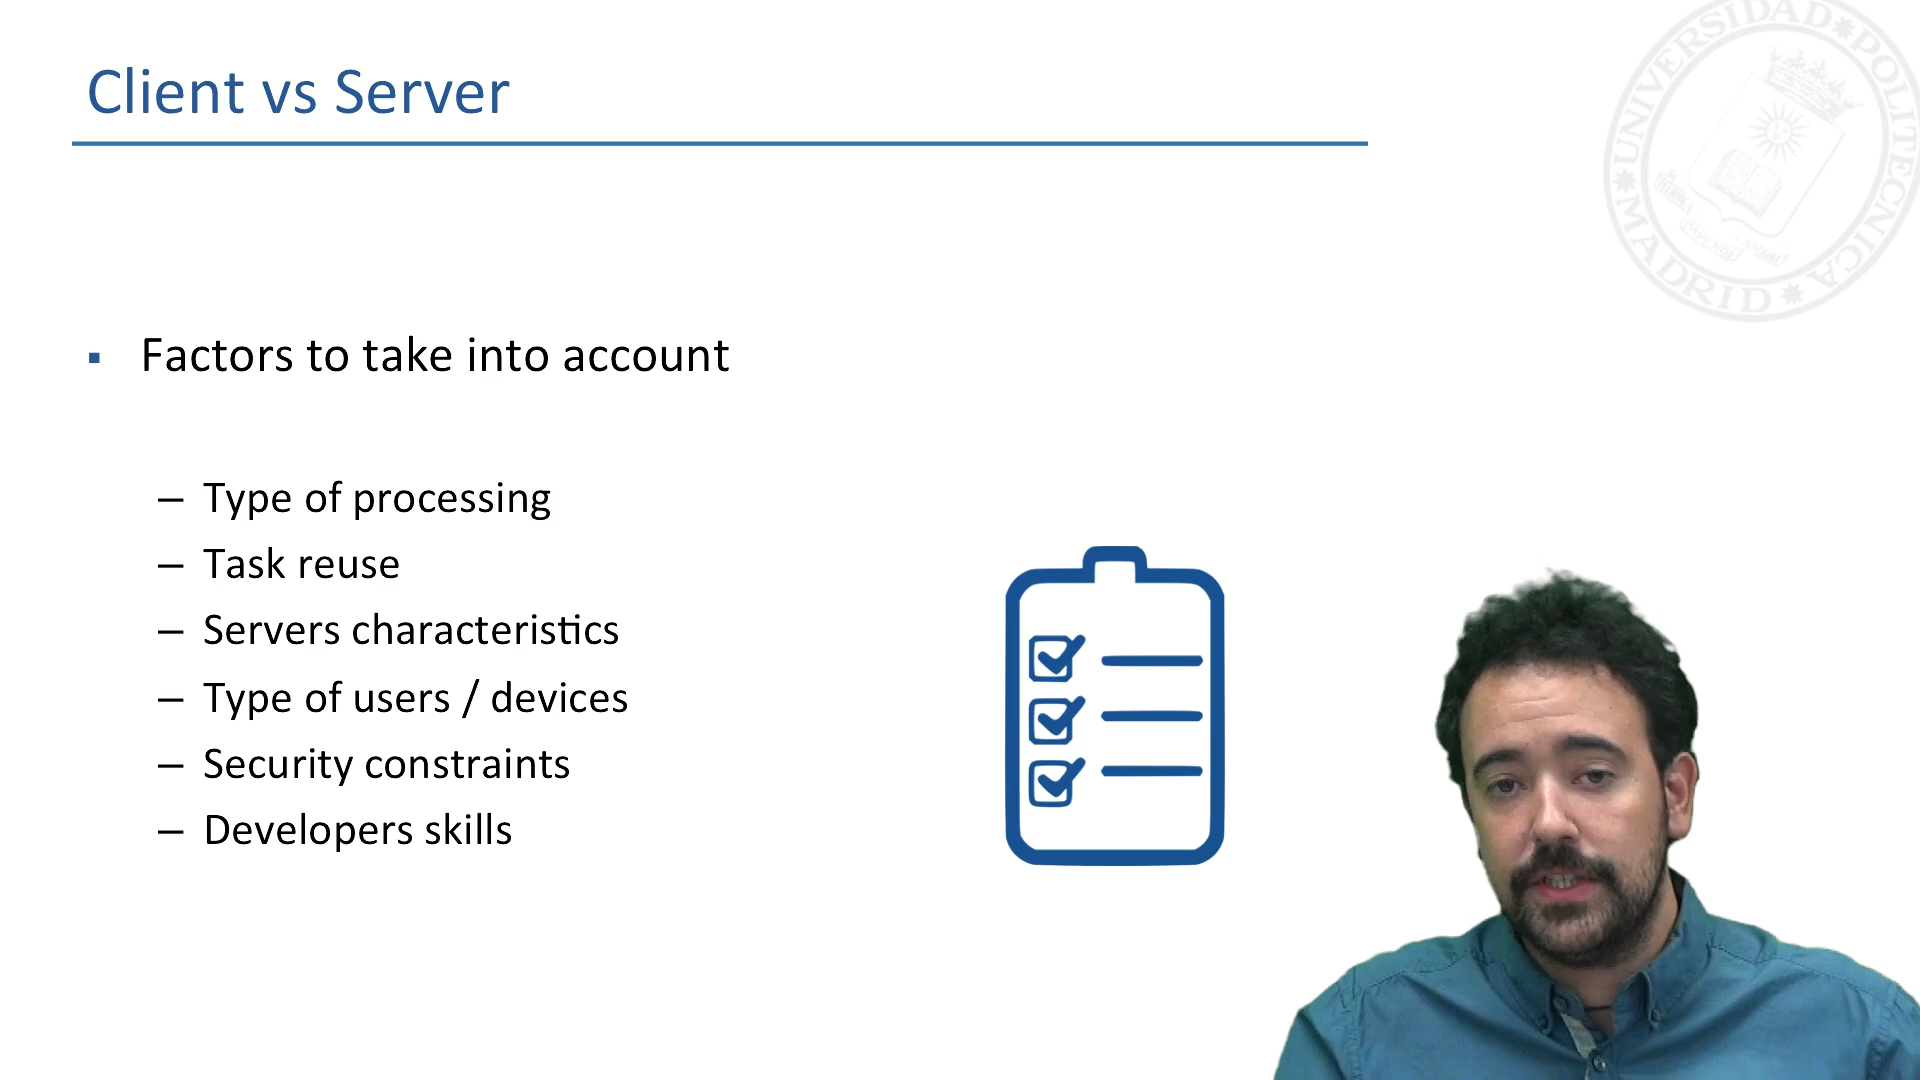 Client vs Server
UNIVERSIDAD POLITECNICA
MADRID
▪ Factors to take into account
– Type of processing
– Task reuse
– Servers characteristics
– Type of users / devices
– Security constraints
– Developers skills